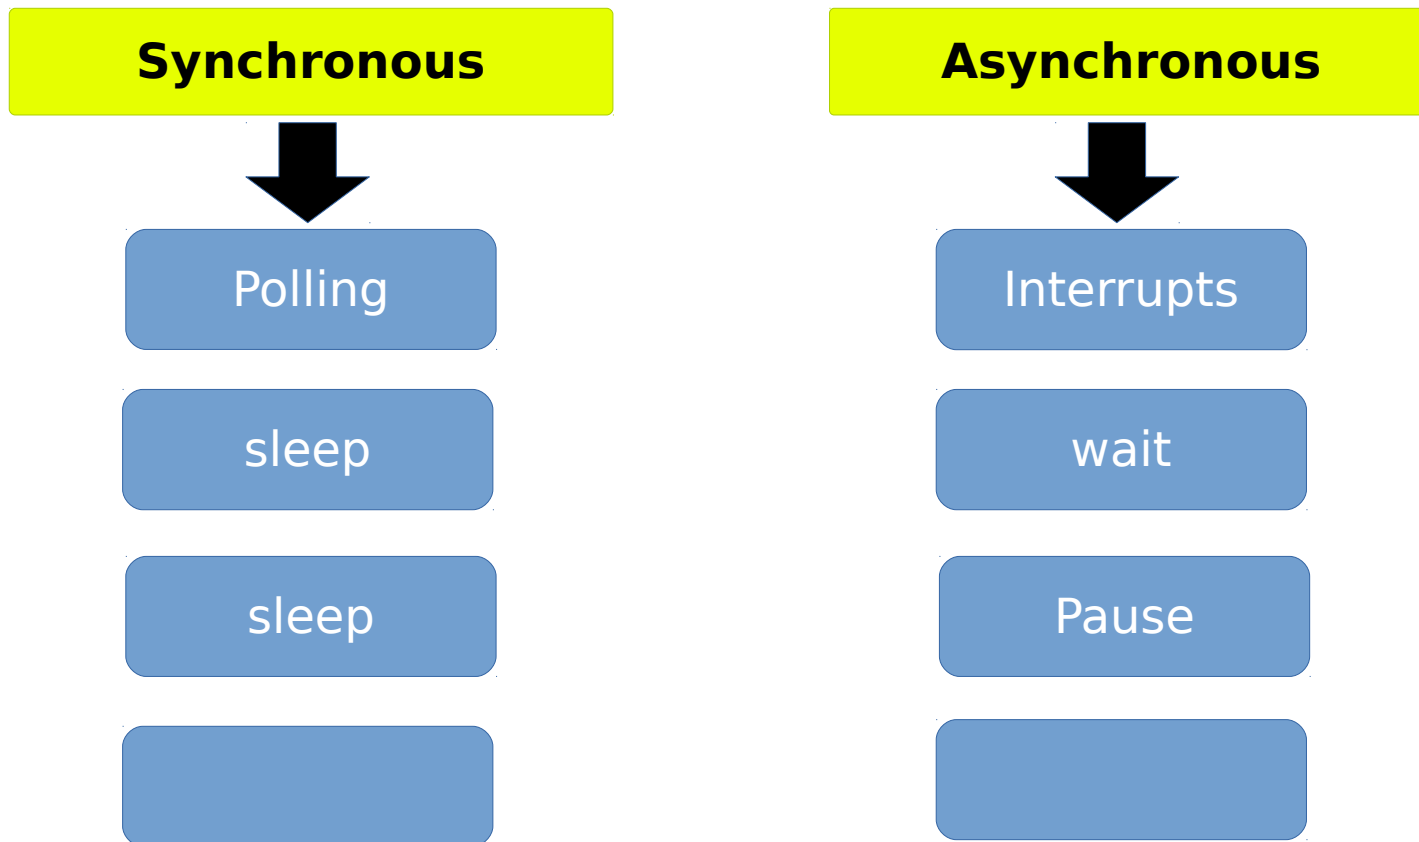 Synchronous
Asynchronous
Polling
Interrupts
sleep
wait
sleep
Pause